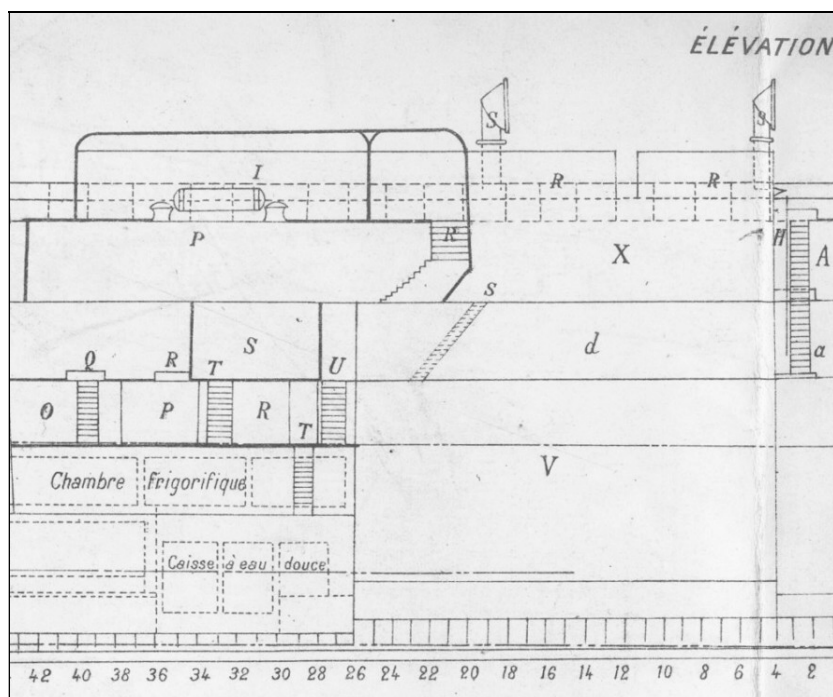 ÉLÉVATION
S S
I R R
P R X H A
S
S d a
Q R T U
O P R T
V
Chambre frigorifique
Caisse à eau douce
42 40 38 36 34 32 30 28 26 24 22 20 18 16 14 12 10 8 6 4 2